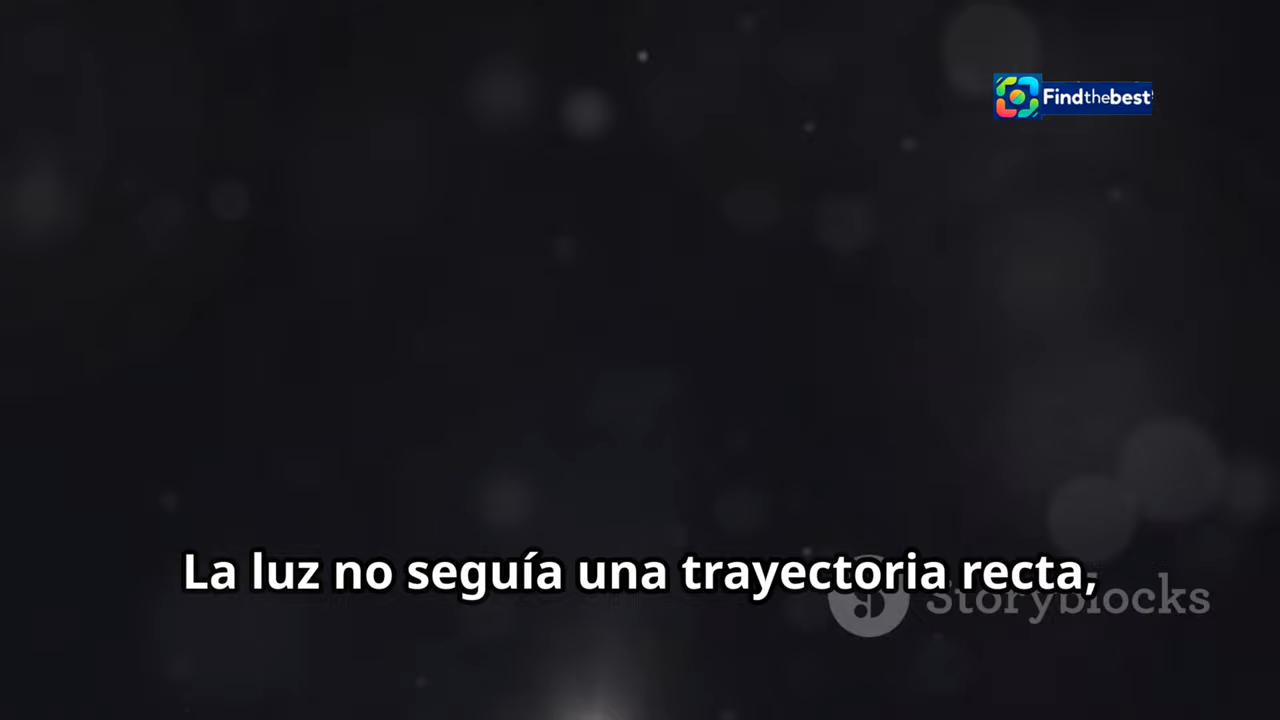 Findthebest
La luz no seguía una trayectoria recta,
Storyblocks